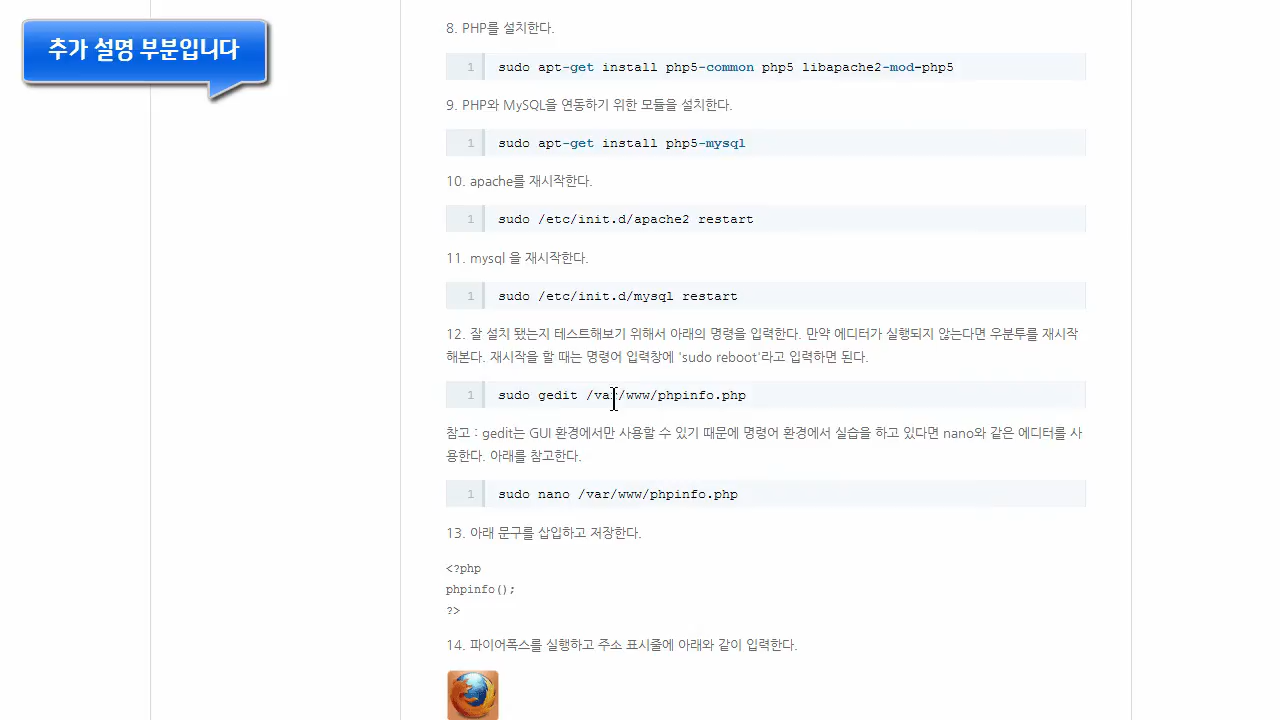 추가 설명 부분입니다
8. PHP를 설치한다.
1 sudo apt-get install php5-common php5 libapache2-mod-php5
9. PHP와 MySQL을 연동하기 위한 모듈을 설치한다.
1 sudo apt-get install php5-mysql
10. apache를 재시작한다.
1 sudo /etc/init.d/apache2 restart
11. mysql 을 재시작한다.
1 sudo /etc/init.d/mysql restart
12. 잘 설치 됐는지 테스트해보기 위해서 아래의 명령을 입력한다. 만약 에디터가 실행되지 않는다면 우분투를 재시작
해본다. 재시작을 할 때는 명령어 입력창에 'sudo reboot'라고 입력하면 된다.
1 sudo gedit /var/www/phpinfo.php
참고 : gedit는 GUI 환경에서만 사용할 수 있기 때문에 명령어 환경에서 실습을 하고 있다면 nano와 같은 에디터를 사
용한다. 아래를 참고한다.
1 sudo nano /var/www/phpinfo.php
13. 아래 문구를 삽입하고 저장한다.
<?php
phpinfo();
?>
14. 파이어폭스를 실행하고 주소 표시줄에 아래와 같이 입력한다.